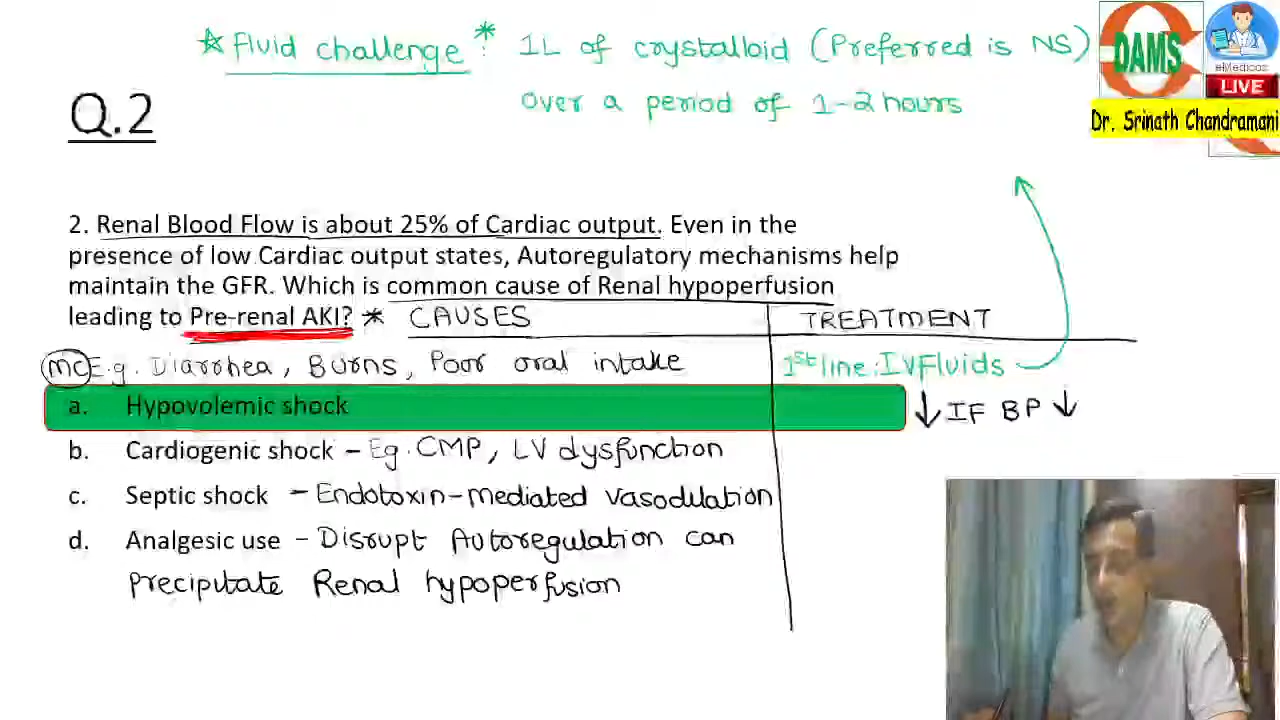 ☆ Fluid challenge * : 1L of crystalloid (Preferred is NS)
over a period of 1-2 hours
DAMS
eMedicos
LIVE
Dr. Srinath Chandramani
Q.2
2. Renal Blood Flow is about 25% of Cardiac output. Even in the
presence of low Cardiac output states, Autoregulatory mechanisms help
maintain the GFR. Which is common cause of Renal hypoperfusion
leading to Pre-renal AKI? * CAUSES TREATMENT
MC E.g. Diarrhea, Burns, Poor oral intake 1st line: IV Fluids
a. Hypovolemic shock ↓ IF BP ↓
b. Cardiogenic shock – Eg. CMP, LV dysfunction
c. Septic shock – Endotoxin-mediated vasodilation
d. Analgesic use – Disrupt Autoregulation can
Precipitate Renal hypoperfusion